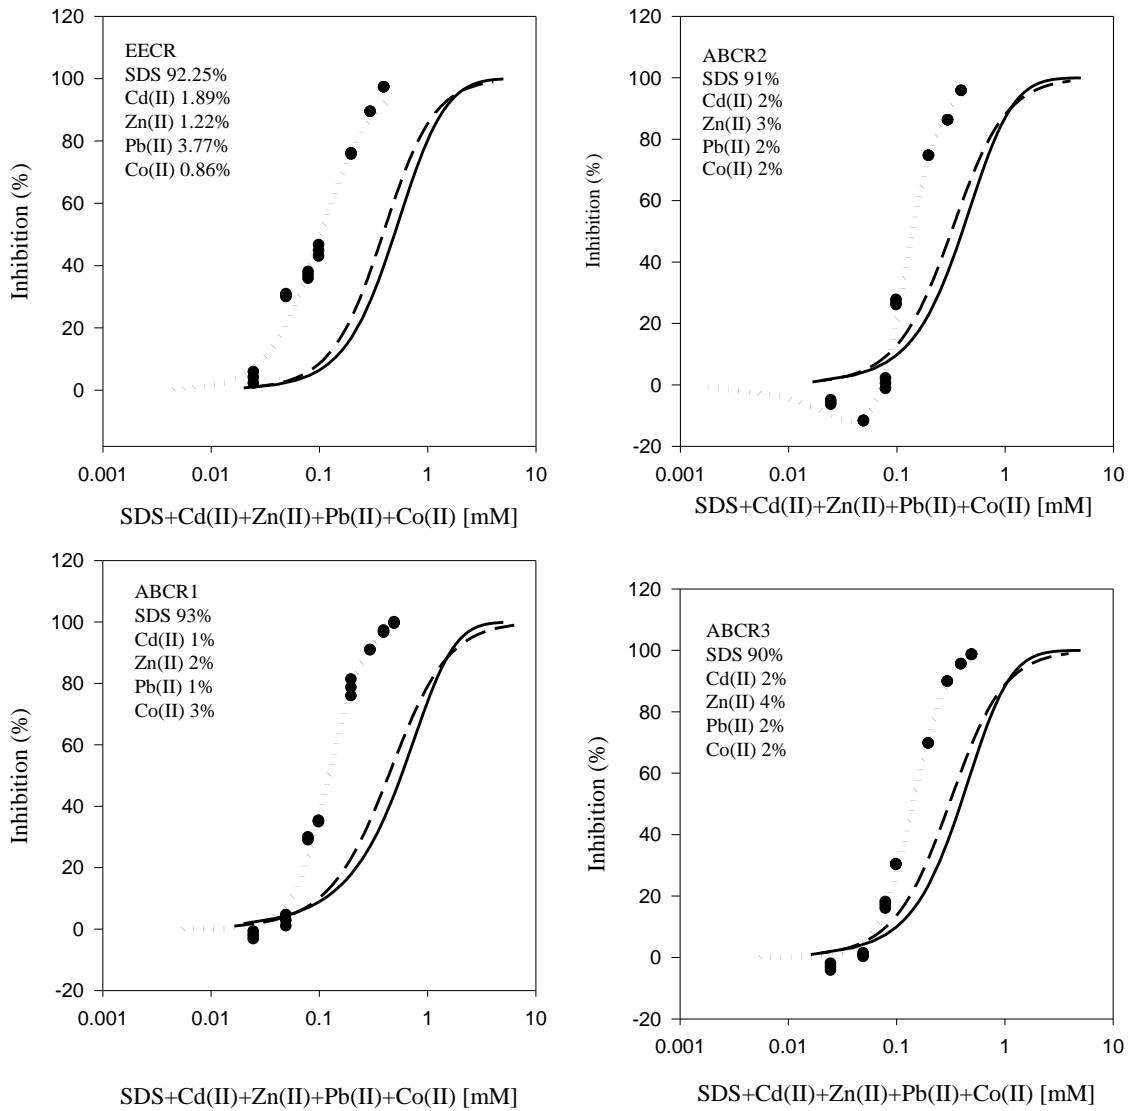 120
100
80
60
40
20
0
Inhibition (%)
EECR
SDS 92.25%
Cd(II) 1.89%
Zn(II) 1.22%
Pb(II) 3.77%
Co(II) 0.86%
0.001 0.01 0.1 1 10
SDS+Cd(II)+Zn(II)+Pb(II)+Co(II) [mM]
120
100
80
60
40
20
0
-20
Inhibition (%)
ABCR2
SDS 91%
Cd(II) 2%
Zn(II) 3%
Pb(II) 2%
Co(II) 2%
0.001 0.01 0.1 1 10
SDS+Cd(II)+Zn(II)+Pb(II)+Co(II) [mM]
120
100
80
60
40
20
0
-20
Inhibition (%)
ABCR1
SDS 93%
Cd(II) 1%
Zn(II) 2%
Pb(II) 1%
Co(II) 3%
0.001 0.01 0.1 1 10
SDS+Cd(II)+Zn(II)+Pb(II)+Co(II) [mM]
120
100
80
60
40
20
0
-20
Inhibition (%)
ABCR3
SDS 90%
Cd(II) 2%
Zn(II) 4%
Pb(II) 2%
Co(II) 2%
0.001 0.01 0.1 1 10
SDS+Cd(II)+Zn(II)+Pb(II)+Co(II) [mM]